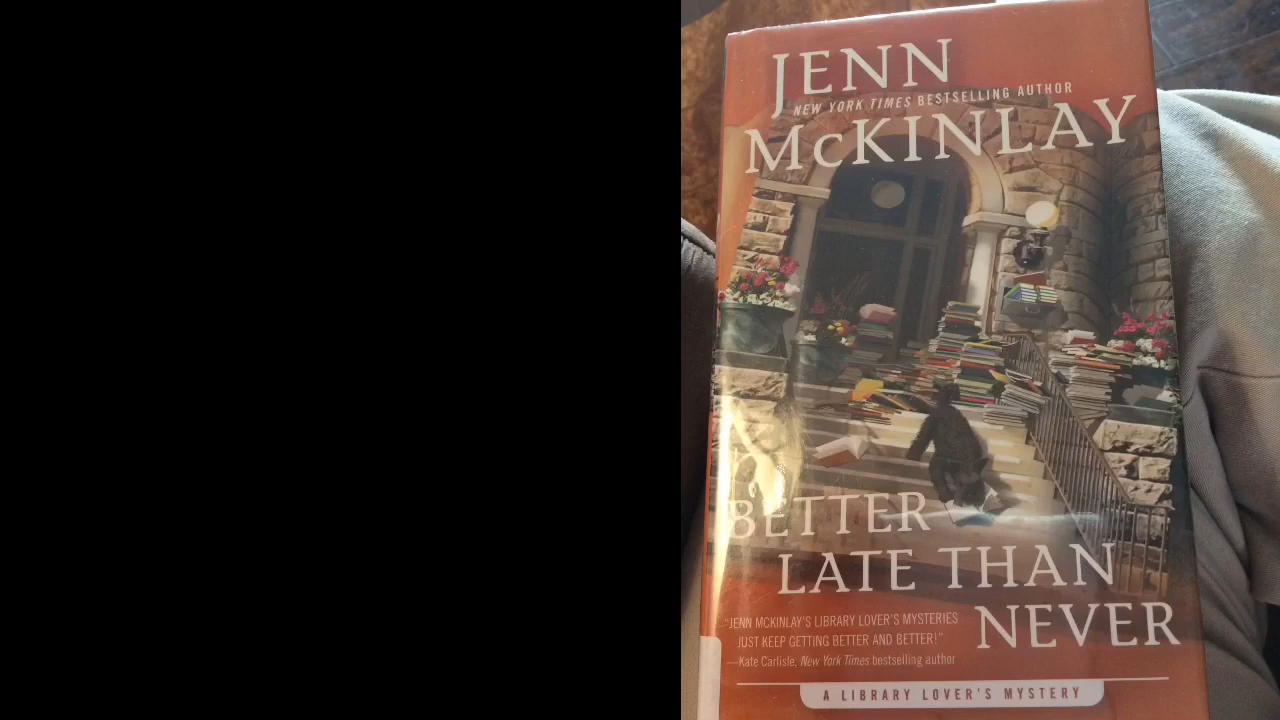 JENN
NEW YORK TIMES BESTSELLING AUTHOR
McKINLAY
BETTER
LATE THAN
NEVER
"JENN MCKINLAY'S LIBRARY LOVER'S MYSTERIES
JUST KEEP GETTING BETTER AND BETTER!"
—Kate Carlisle, New York Times bestselling author
A LIBRARY LOVER'S MYSTERY